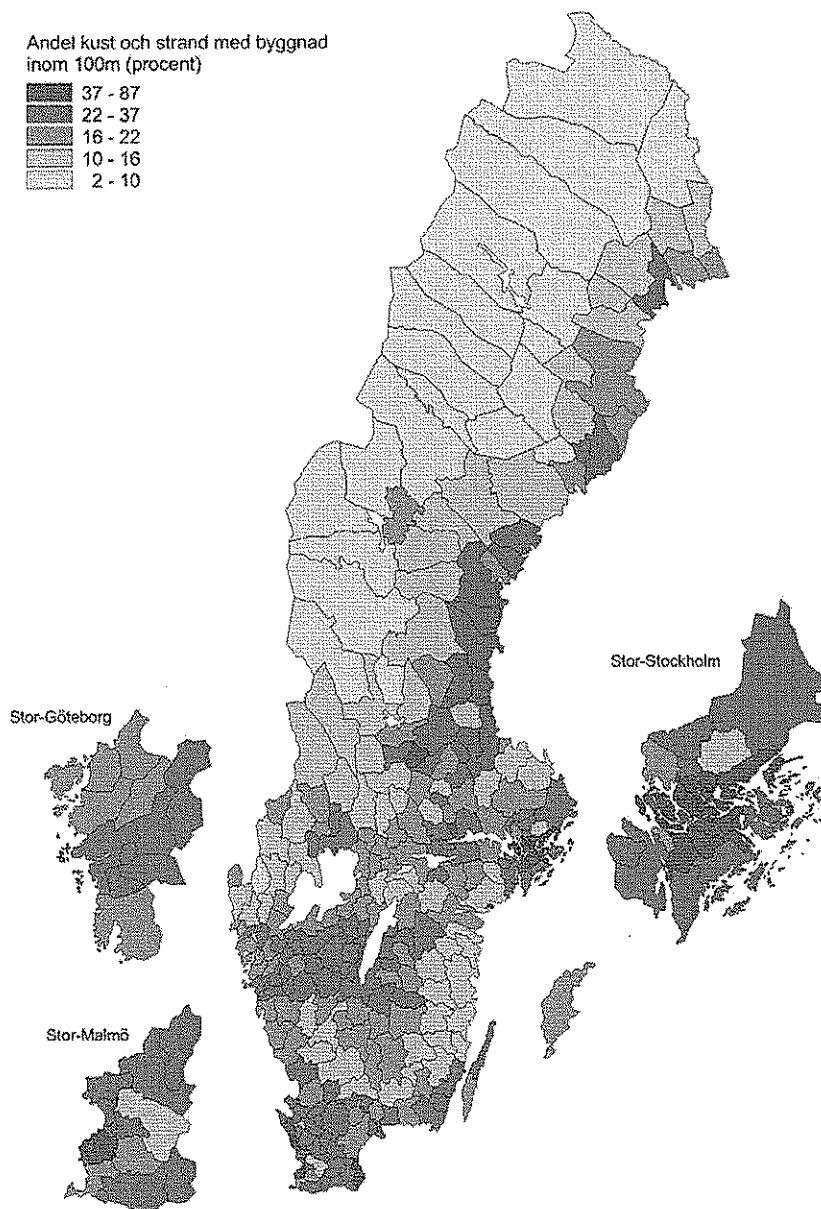 Andel kust och strand med byggnad
inom 100m (procent)
37 - 87
22 - 37
16 - 22
10 - 16
2 - 10
Stor-Stockholm
Stor-Göteborg
Stor-Malmö